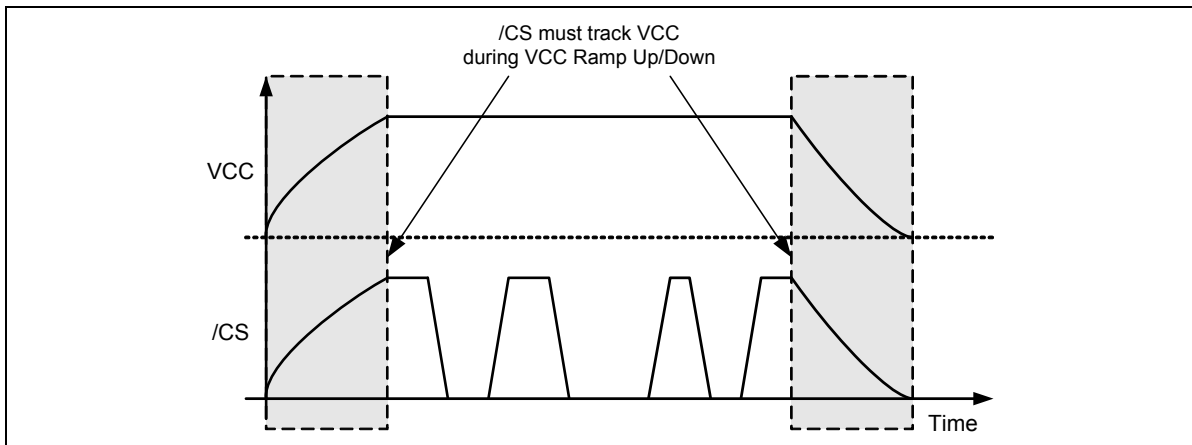 /CS must track VCC
during VCC Ramp Up/Down
VCC
/CS
Time